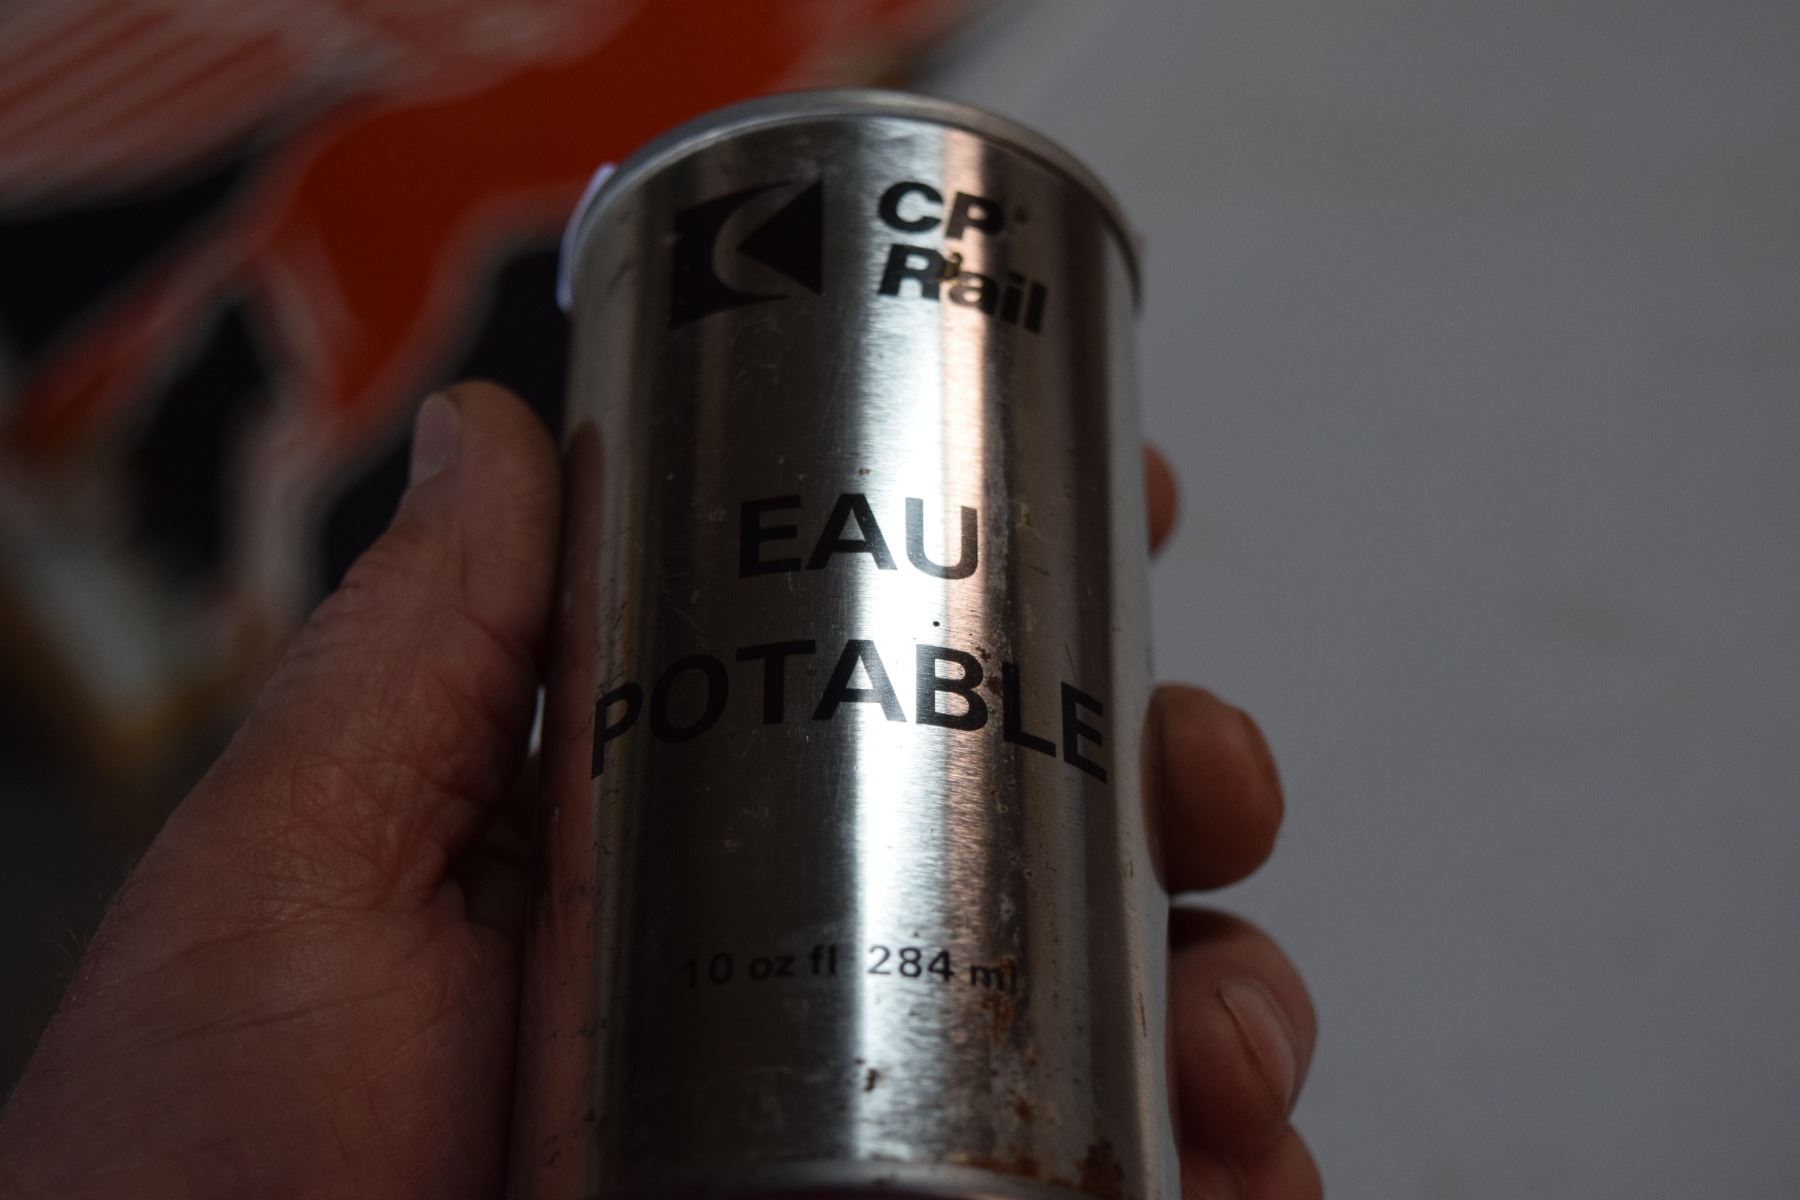 CP
Rail
EAU
POTABLE
10 oz fl 284 ml